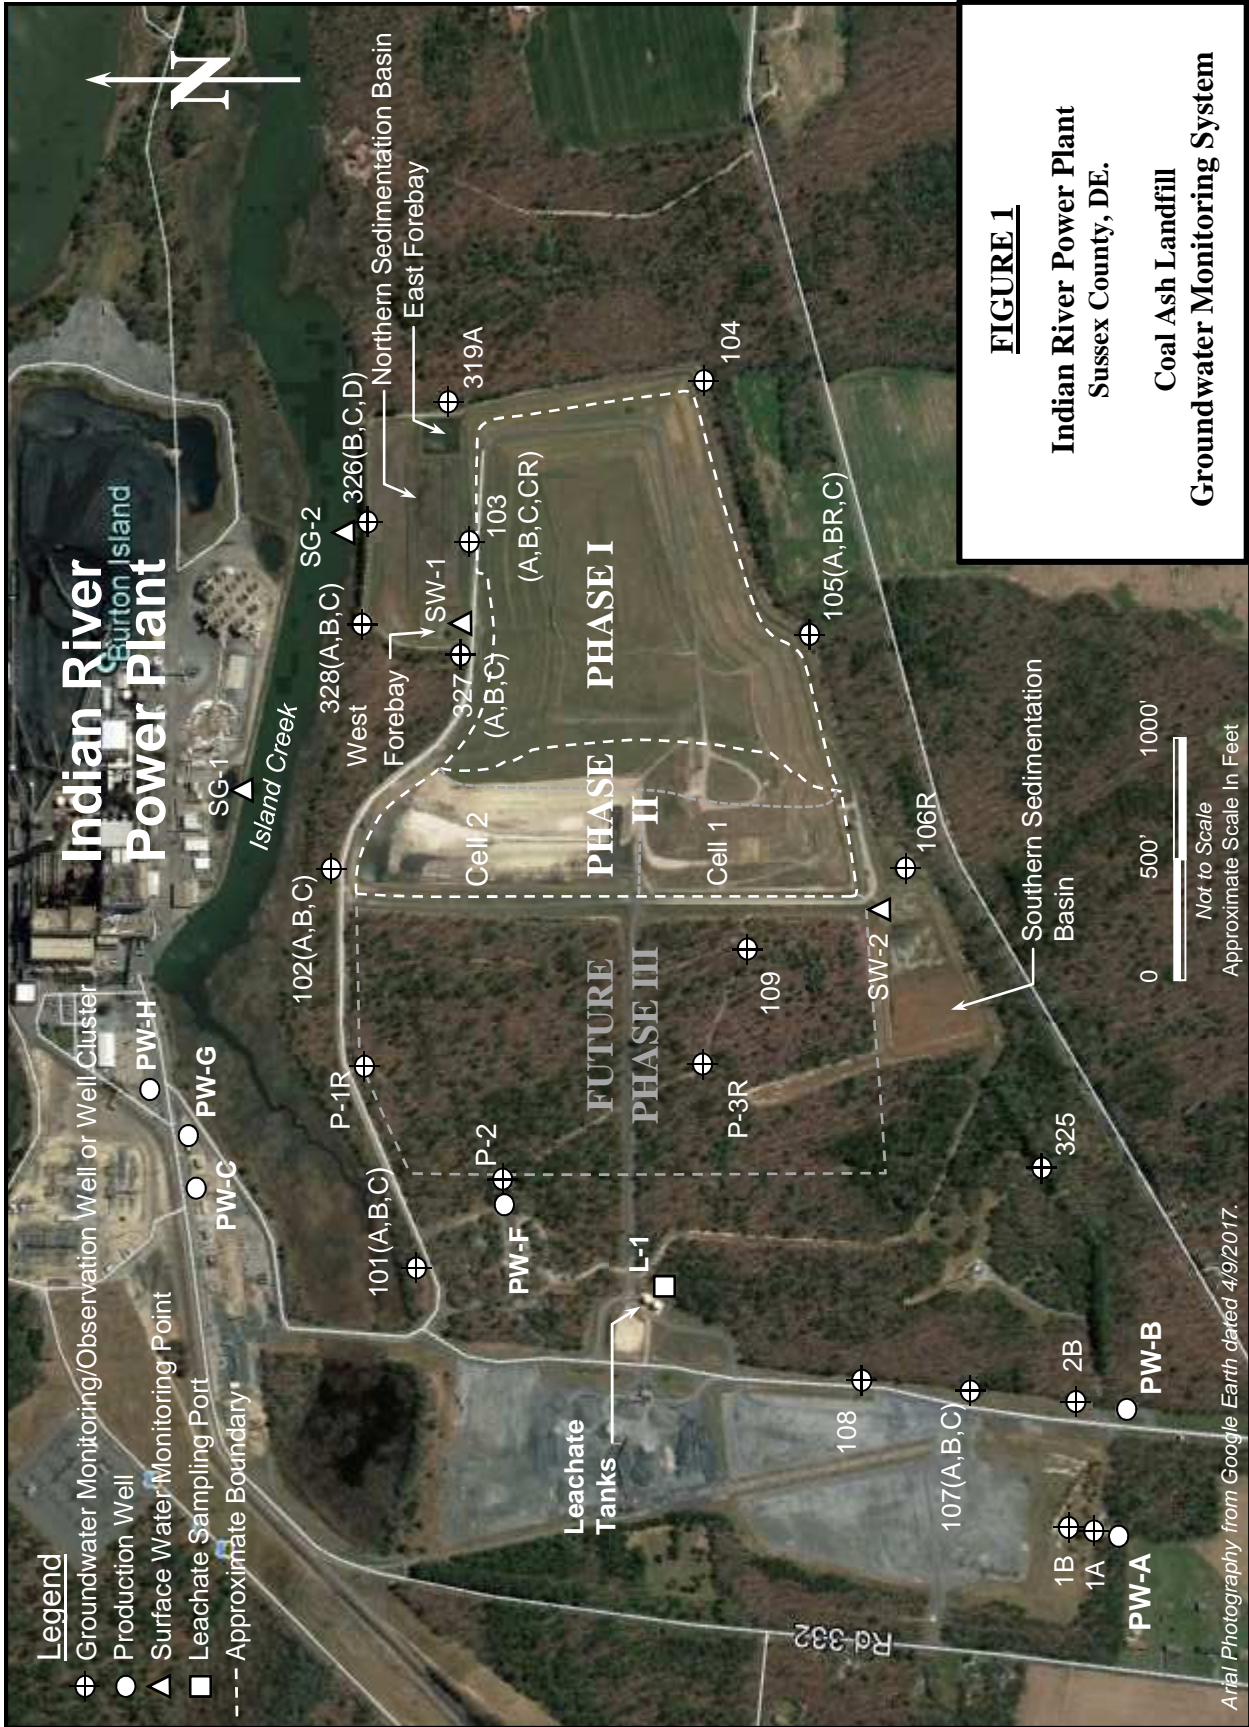 Legend
Groundwater Monitoring/Observation Well or Well Cluster
Production Well
Surface Water Monitoring Point
Leachate Sampling Port
Approximate Boundary
Indian River
Power Plant
Burton Island
N
PW-H
PW-G
PW-C
SG-1
Island Creek
SG-2
326(B,C,D)
328(A,B,C)
Northern Sedimentation Basin
East Forebay
West
Forebay
SW-1
319A
102(A,B,C)
P-1R
101(A,B,C)
327
(A,B,C)
103
(A,B,C,CR)
P-2
PW-F
Cell 2
PHASE I
PHASE
II
FUTURE
PHASE III
Cell 1
104
L-1
Leachate
Tanks
P-3R
109
105(A,BR,C)
108
SW-2
106R
107(A,B,C)
325
Southern Sedimentation
Basin
2B
PW-B
1B
1A
PW-A
Rd 332
0
500'
1000'
Not to Scale
Approximate Scale In Feet
Arial Photography from Google Earth dated 4/9/2017.
FIGURE 1
Indian River Power Plant
Sussex County, DE.
Coal Ash Landfill
Groundwater Monitoring System